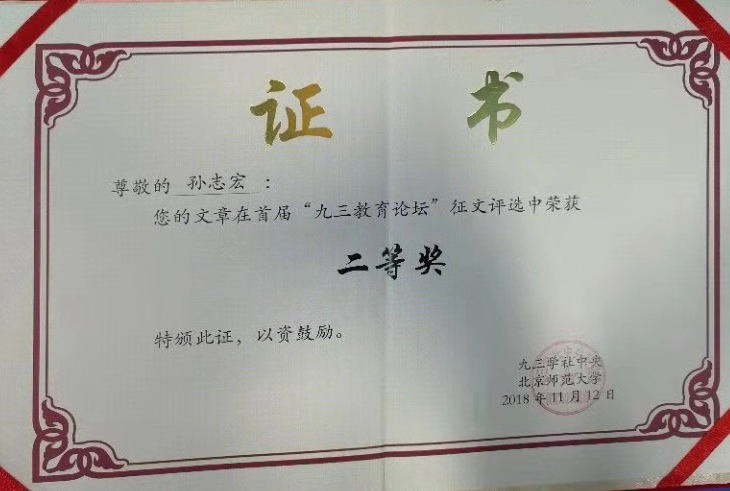 证书
尊敬的 孙志宏：
您的文章在首届“九三教育论坛”征文评选中荣获
二等奖
特颁此证，以资鼓励。
九三学社中央
北京师范大学
2018年11月12日